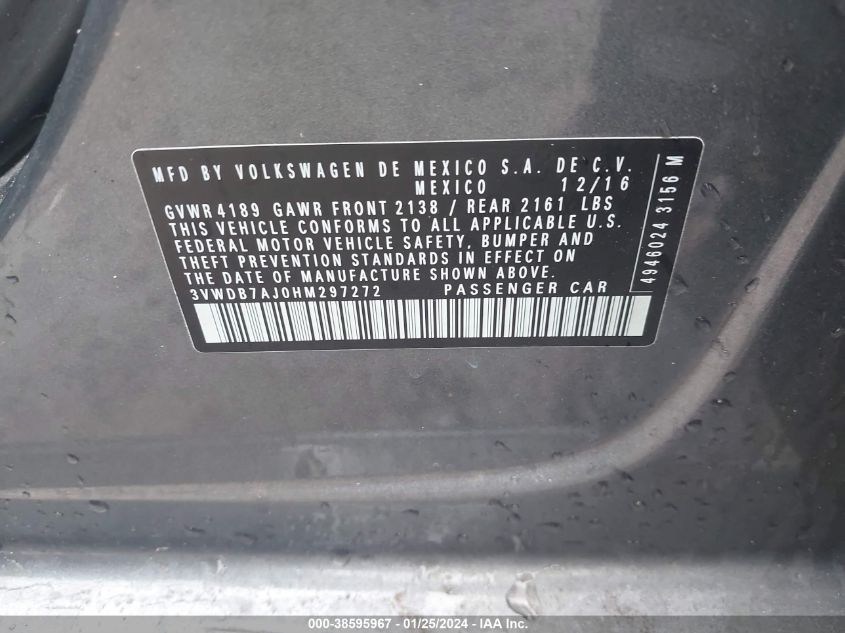 MFD BY VOLKSWAGEN DE MEXICO S.A. DE C.V.
MEXICO 12/16
GVWR 4189 GAWR FRONT 2138 / REAR 2161 LBS
THIS VEHICLE CONFORMS TO ALL APPLICABLE U.S.
FEDERAL MOTOR VEHICLE SAFETY, BUMPER AND
THEFT PREVENTION STANDARDS IN EFFECT ON
THE DATE OF MANUFACTURE SHOWN ABOVE.
3VWDB7AJ0HM297272 PASSENGER CAR
4946024 3156 M
000-38595967 - 01/25/2024 - IAA Inc.